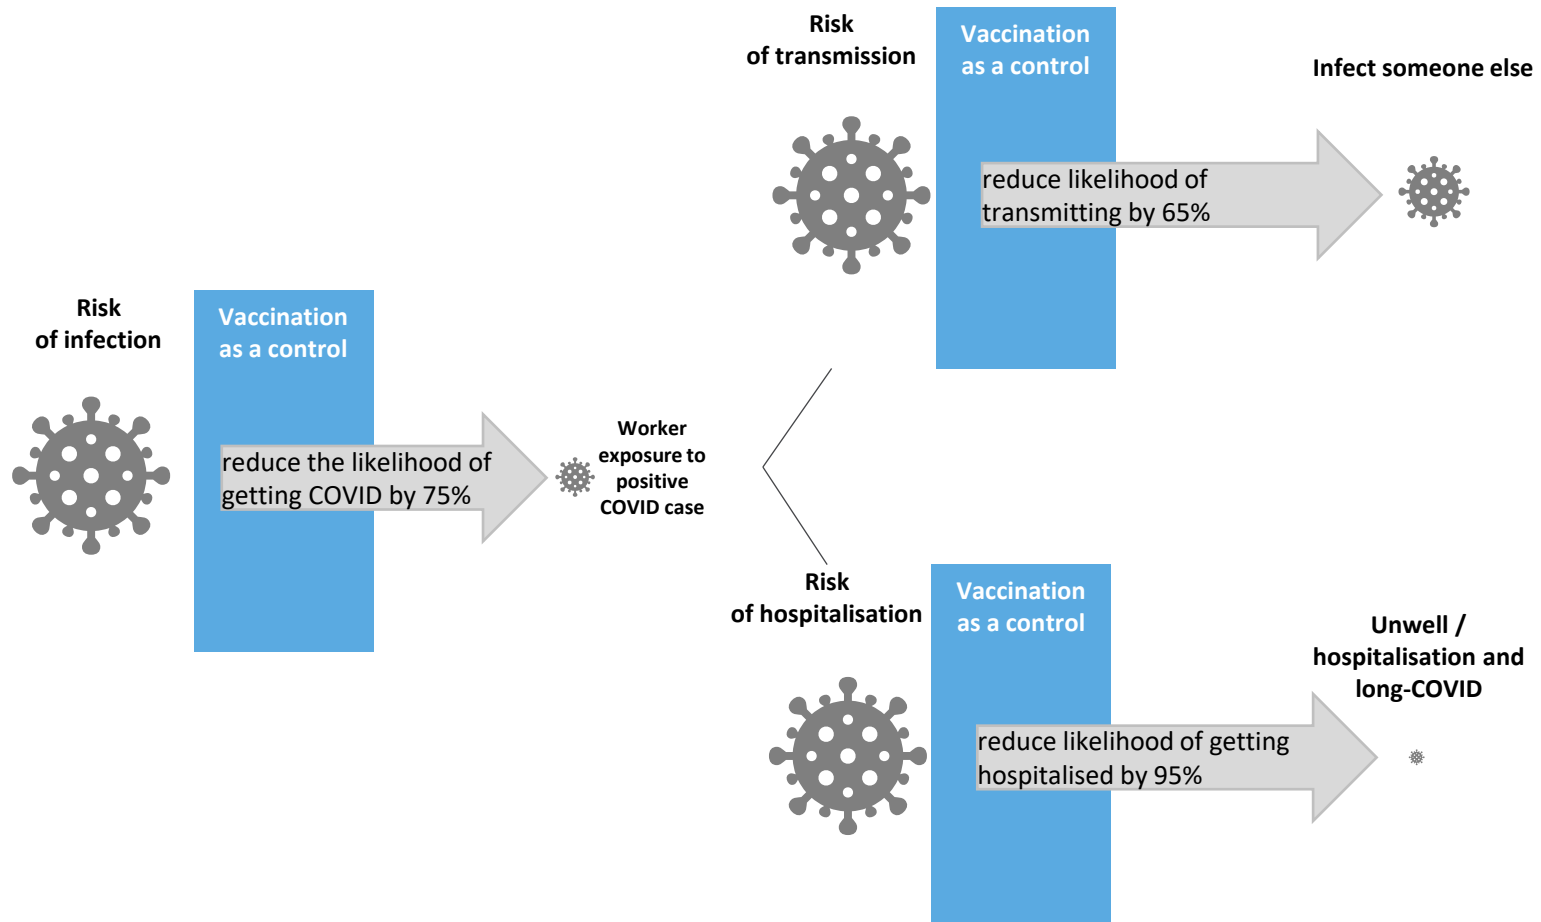 Risk
of infection
Vaccination
as a control
reduce the likelihood of
getting COVID by 75%
Worker
exposure to
positive
COVID case
Risk
of transmission
Vaccination
as a control
reduce likelihood of
transmitting by 65%
Infect someone else
Risk
of hospitalisation
Vaccination
as a control
reduce likelihood of getting
hospitalised by 95%
Unwell /
hospitalisation and
long-COVID